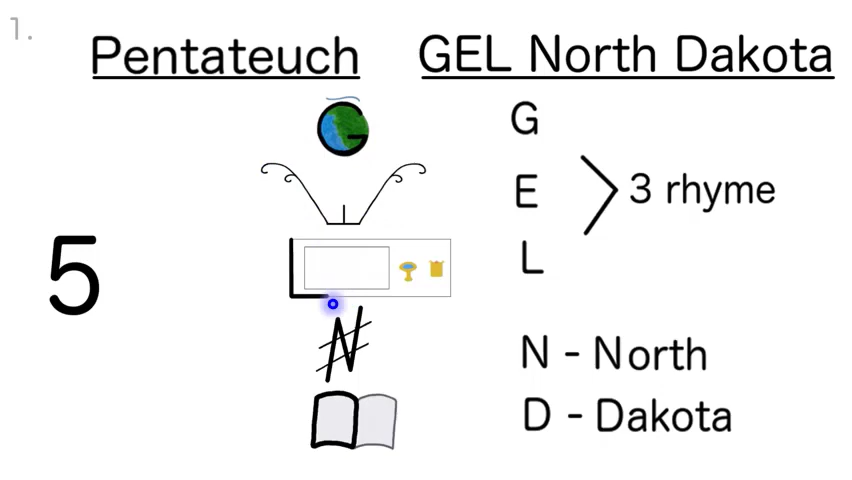 1.
Pentateuch GEL North Dakota
G
E
3 rhyme
L
5
N - North
D - Dakota